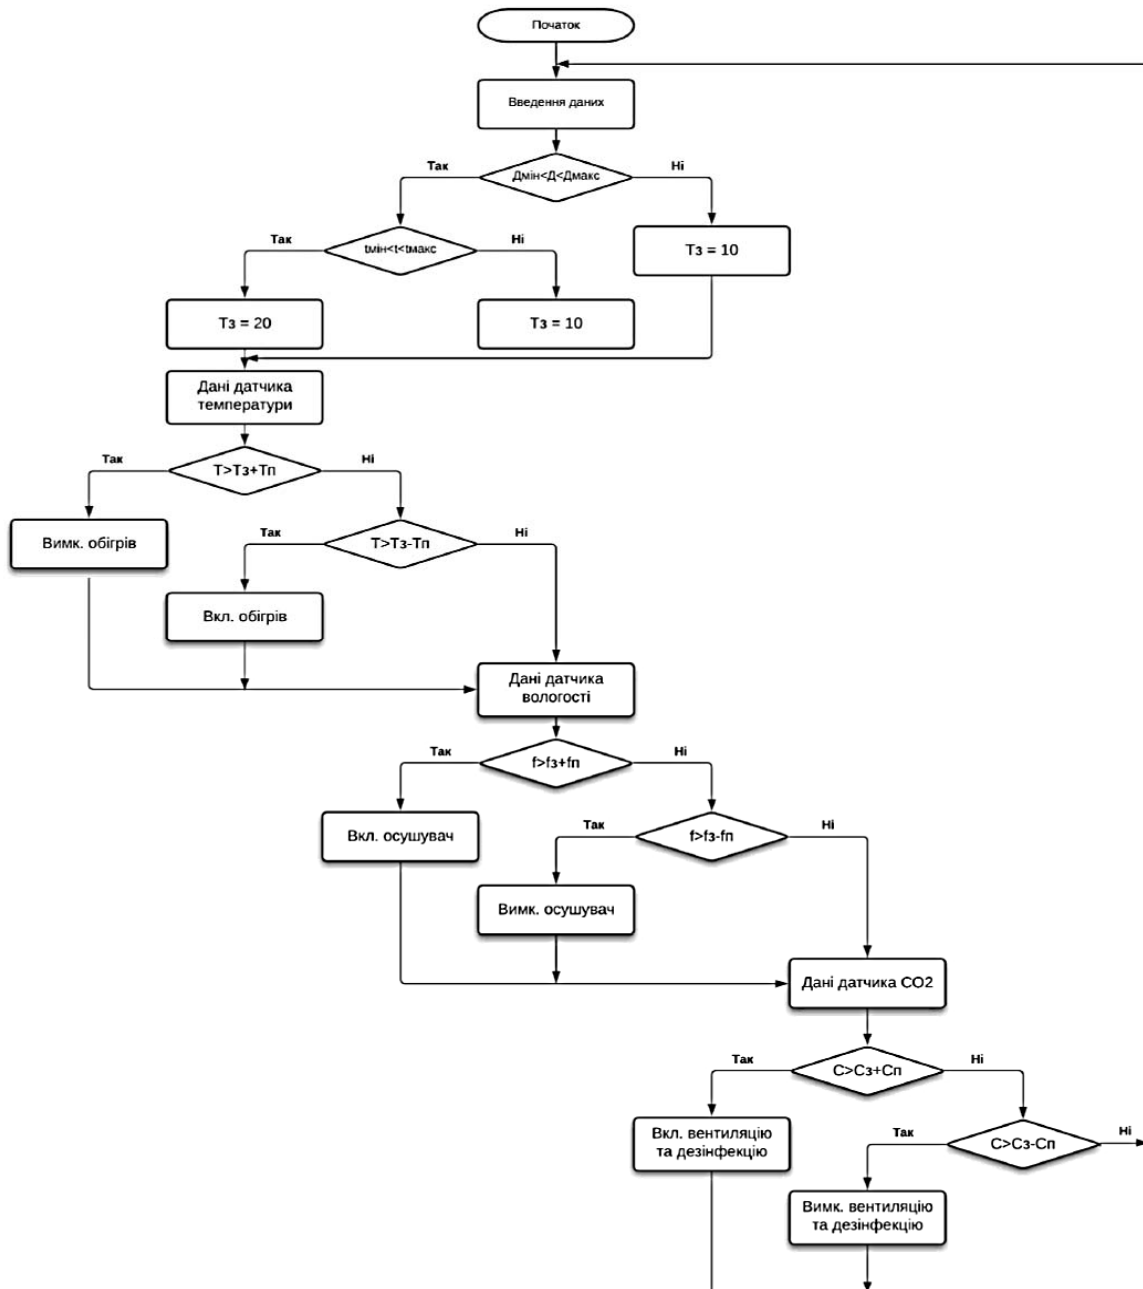 Початок
Введення даних
Так
Ні
Дмін<Д<Дмакс
Так
Ні
tмін<t<tмакс
Тз = 10
Тз = 20
Тз = 10
Дані датчика
температури
Так
Ні
Т>Тз+Тп
Вимк. обігрів
Так
Ні
Т>Тз-Тп
Вкл. обігрів
Дані датчика
вологості
Так
Ні
f>fз+fп
Вкл. осушувач
Так
Ні
f>fз-fп
Вимк. осушувач
Дані датчика СО2
Так
Ні
С>Сз+Сп
Вкл. вентиляцію
та дезінфекцію
Так
Ні
С>Сз-Сп
Вимк. вентиляцію
та дезінфекцію